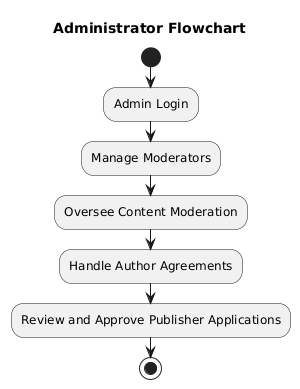 Administrator Flowchart
Admin Login
Manage Moderators
Oversee Content Moderation
Handle Author Agreements
Review and Approve Publisher Applications